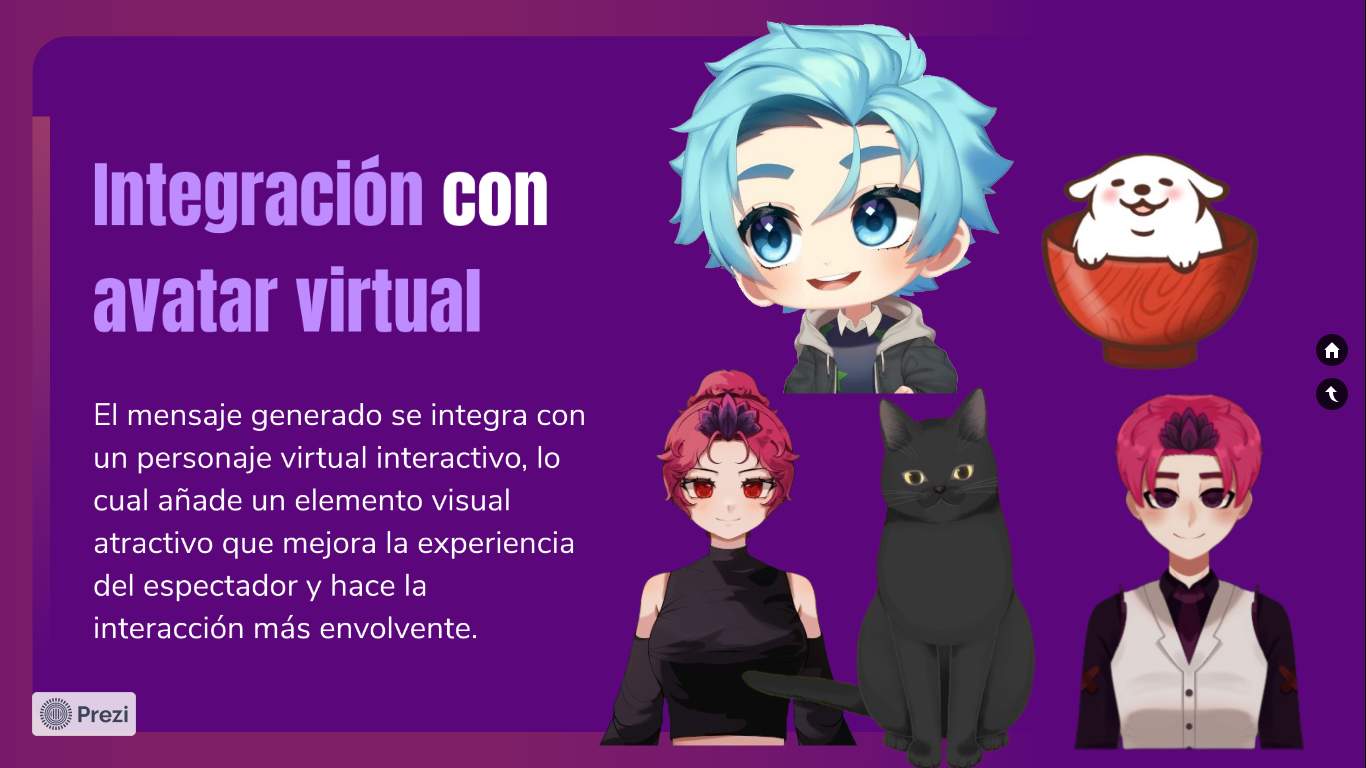 Integración con
avatar virtual
El mensaje generado se integra con
un personaje virtual interactivo, lo
cual añade un elemento visual
atractivo que mejora la experiencia
del espectador y hace la
interacción más envolvente.
Prezi